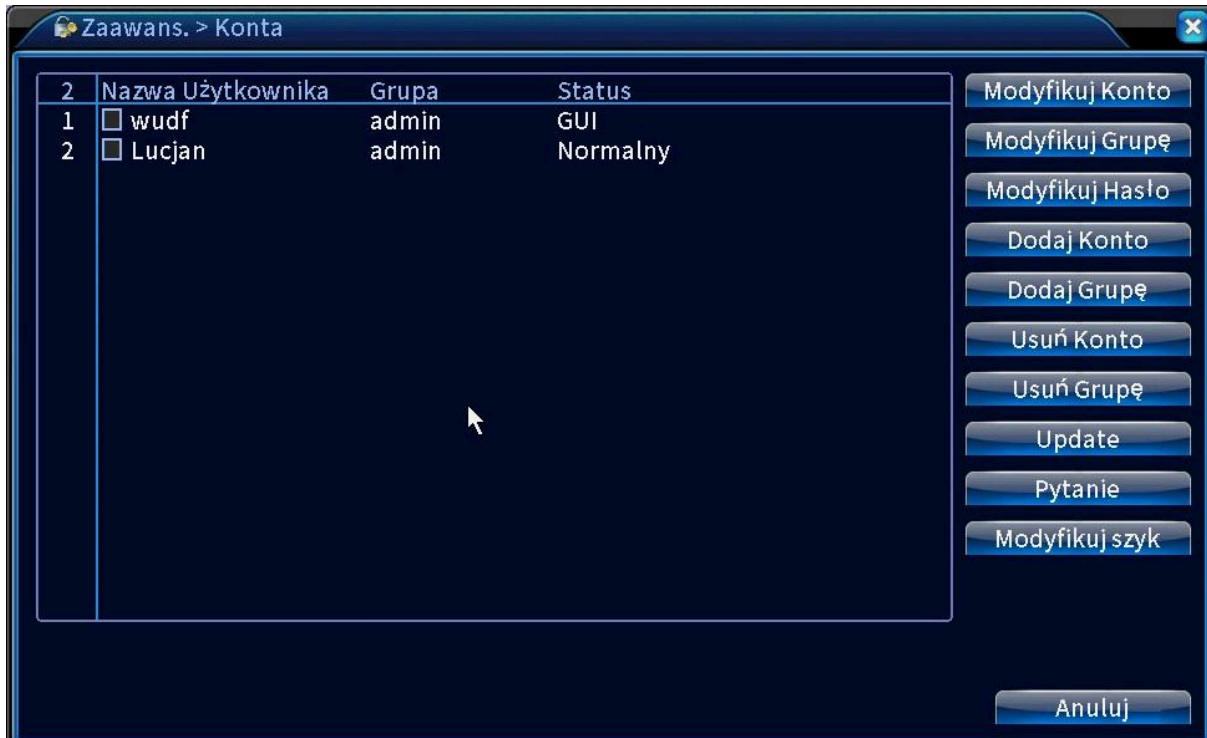 Zaawans. > Konta
2 Nazwa Użytkownika Grupa Status
1 wudf admin GUI
2 Lucjan admin Normalny
Modyfikuj Konto
Modyfikuj Grupę
Modyfikuj Hasło
Dodaj Konto
Dodaj Grupę
Usuń Konto
Usuń Grupę
Update
Pytanie
Modyfikuj szyk
Anuluj